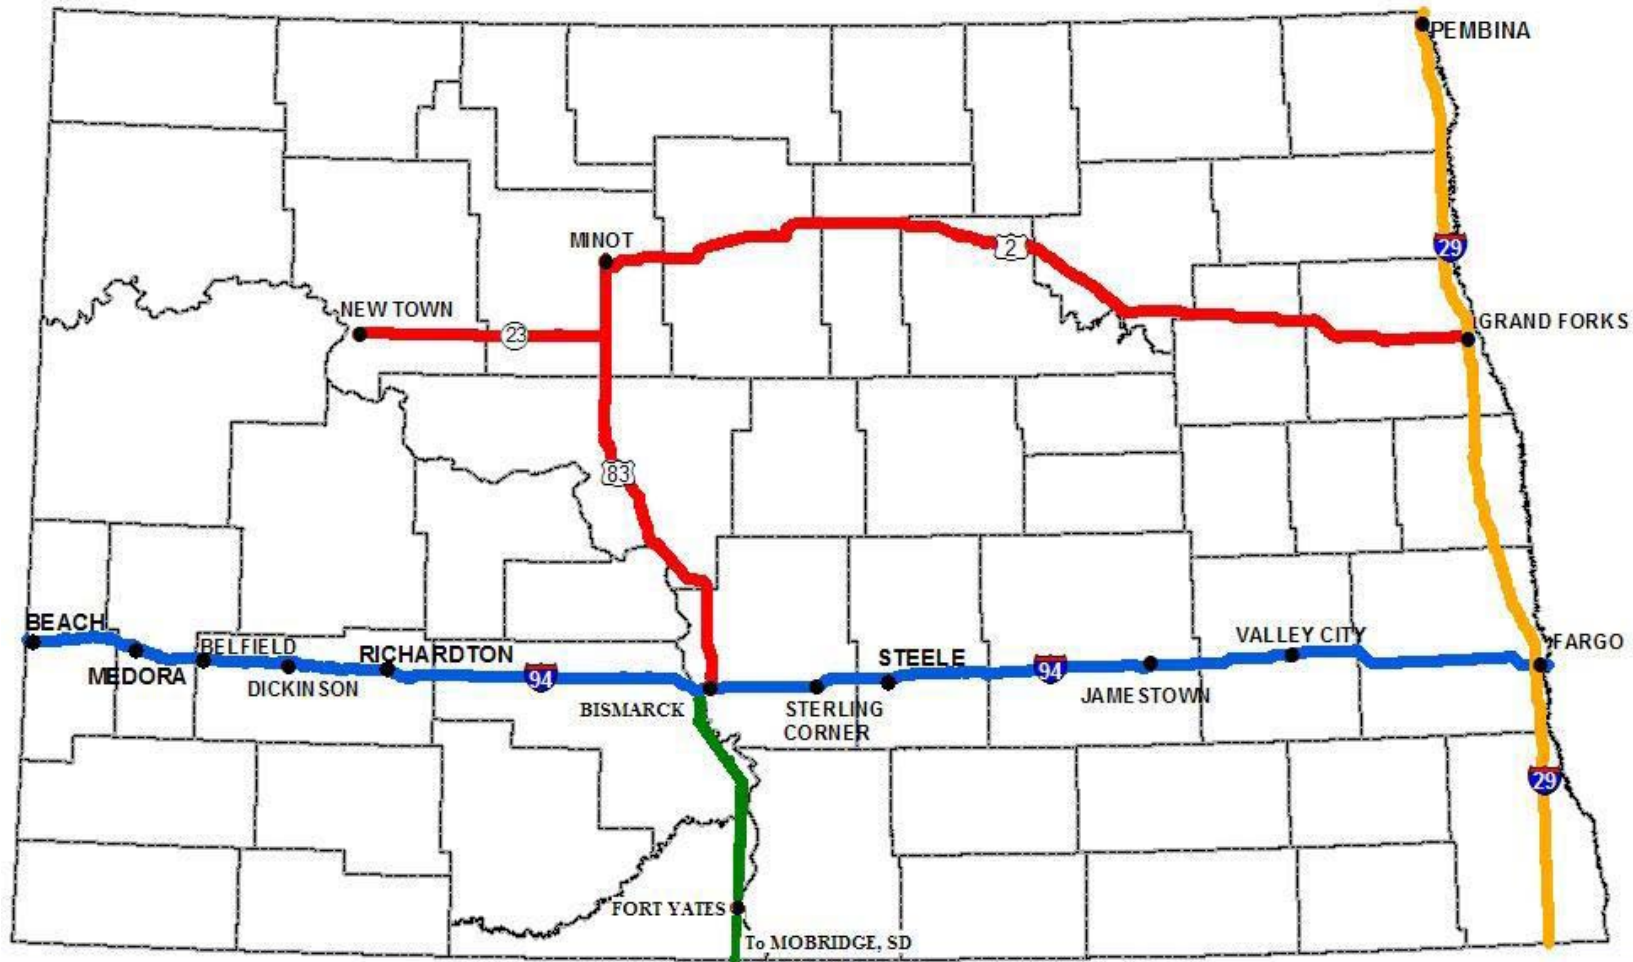 PEMBINA
29
MINOT
2
NEW TOWN
23
GRAND FORKS
83
BEACH
MEDORA
BELFIELD
DICKINSON
RICHARDTON
94
BISMARCK
STERLING
CORNER
STEELE
94
JAMESTOWN
VALLEY CITY
FARGO
29
FORT YATES
To MOBRIDGE, SD